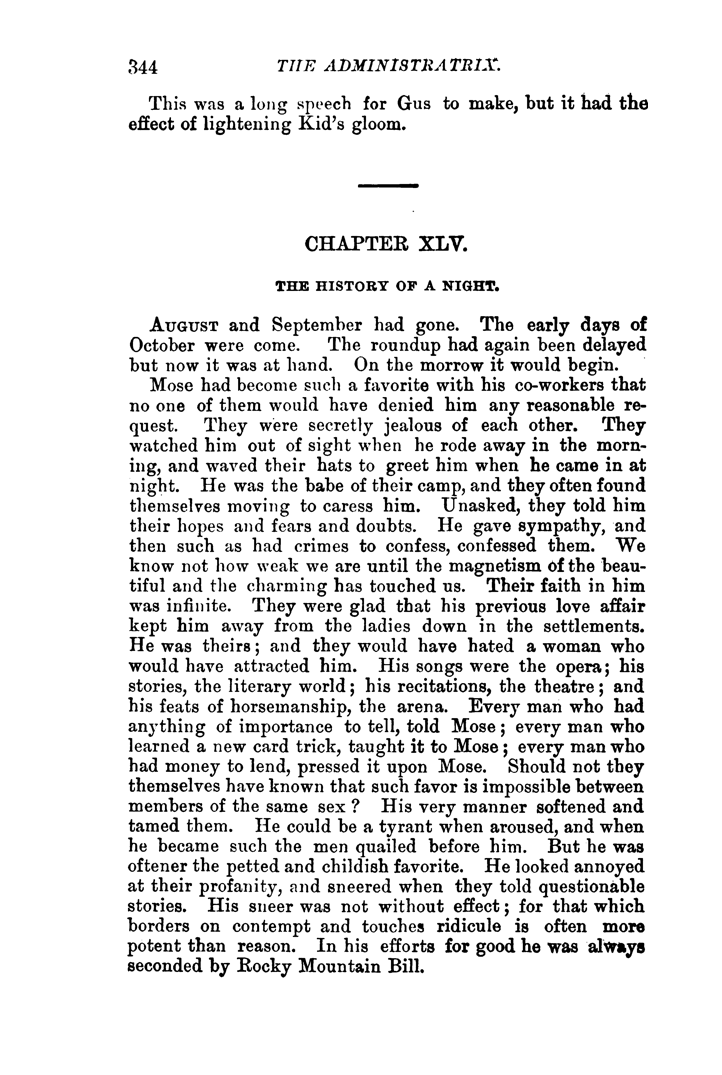 344 THE ADMINISTRATRIX.
This was a long speech for Gus to make, but it had the
effect of lightening Kid's gloom.
CHAPTER XLV.
THE HISTORY OF A NIGHT.
AUGUST and September had gone. The early days of
October were come. The roundup had again been delayed
but now it was at hand. On the morrow it would begin.
Mose had become such a favorite with his co-workers that
no one of them would have denied him any reasonable re-
quest. They were secretly jealous of each other. They
watched him out of sight when he rode away in the morn-
ing, and waved their hats to greet him when he came in at
night. He was the babe of their camp, and they often found
themselves moving to caress him. Unasked, they told him
their hopes and fears and doubts. He gave sympathy, and
then such as had crimes to confess, confessed them. We
know not how weak we are until the magnetism of the beau-
tiful and the charming has touched us. Their faith in him
was infinite. They were glad that his previous love affair
kept him away from the ladies down in the settlements.
He was theirs; and they would have hated a woman who
would have attracted him. His songs were the opera; his
stories, the literary world; his recitations, the theatre; and
his feats of horsemanship, the arena. Every man who had
anything of importance to tell, told Mose; every man who
learned a new card trick, taught it to Mose; every man who
had money to lend, pressed it upon Mose. Should not they
themselves have known that such favor is impossible between
members of the same sex? His very manner softened and
tamed them. He could be a tyrant when aroused, and when
he became such the men quailed before him. But he was
oftener the petted and childish favorite. He looked annoyed
at their profanity, and sneered when they told questionable
stories. His sneer was not without effect; for that which
borders on contempt and touches ridicule is often more
potent than reason. In his efforts for good he was always
seconded by Rocky Mountain Bill.